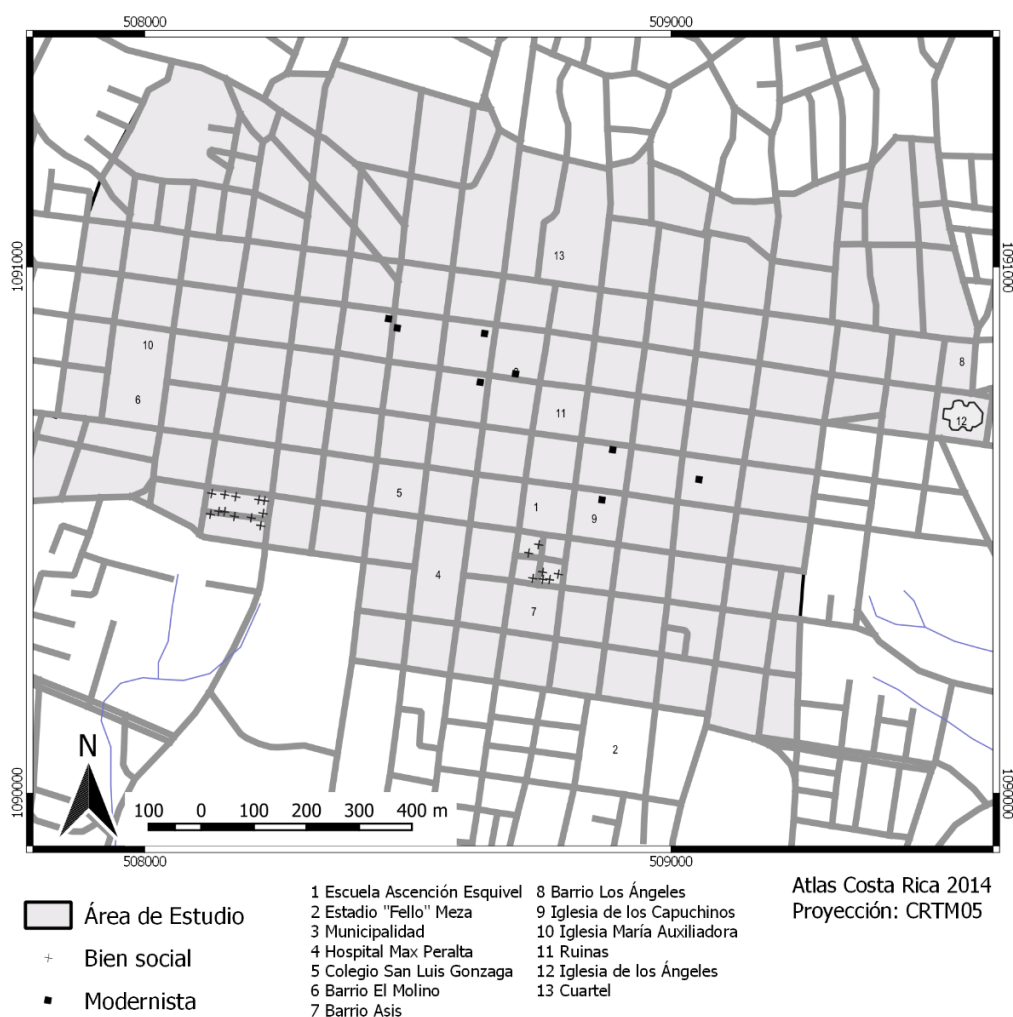 508000 509000
1091000 1091000
13
10
8
6
11
12
5
1
9
4
7
2
N
1090000 1090000
100 0 100 200 300 400 m
508000 509000
Área de Estudio
Bien social
Modernista
1 Escuela Ascención Esquivel
2 Estadio "Fello" Meza
3 Municipalidad
4 Hospital Max Peralta
5 Colegio San Luis Gonzaga
6 Barrio El Molino
7 Barrio Asis
8 Barrio Los Ángeles
9 Iglesia de los Capuchinos
10 Iglesia María Auxiliadora
11 Ruinas
12 Iglesia de los Ángeles
13 Cuartel
Atlas Costa Rica 2014
Proyección: CRTM05